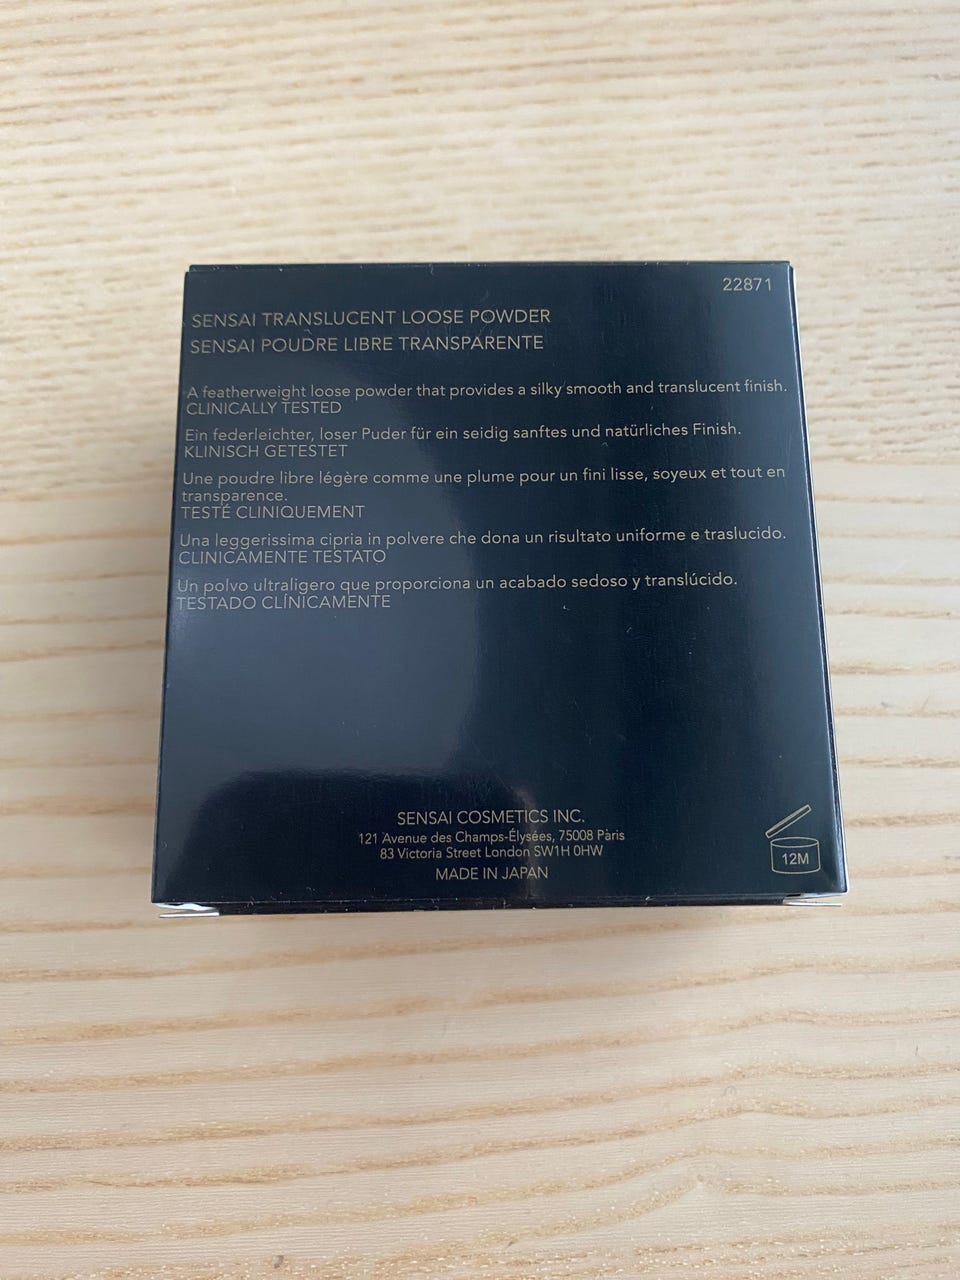 22871
SENSAI TRANSLUCENT LOOSE POWDER
SENSAI POUDRE LIBRE TRANSPARENTE
A featherweight loose powder that provides a silky smooth and translucent finish.
CLINICALLY TESTED
Ein federleichter, loser Puder für ein seidig sanftes und natürliches Finish.
KLINISCH GETESTET
Une poudre libre légère comme une plume pour un fini lisse, soyeux et tout en
transparence.
TESTÉ CLINIQUEMENT
Una leggerissima cipria in polvere che dona un risultato uniforme e traslucido.
CLINICAMENTE TESTATO
Un polvo ultraligero que proporciona un acabado sedoso y translúcido.
TESTADO CLÍNICAMENTE
SENSAI COSMETICS INC.
121 Avenue des Champs-Élysées, 75008 Paris
83 Victoria Street London SW1H 0HW
MADE IN JAPAN
12M